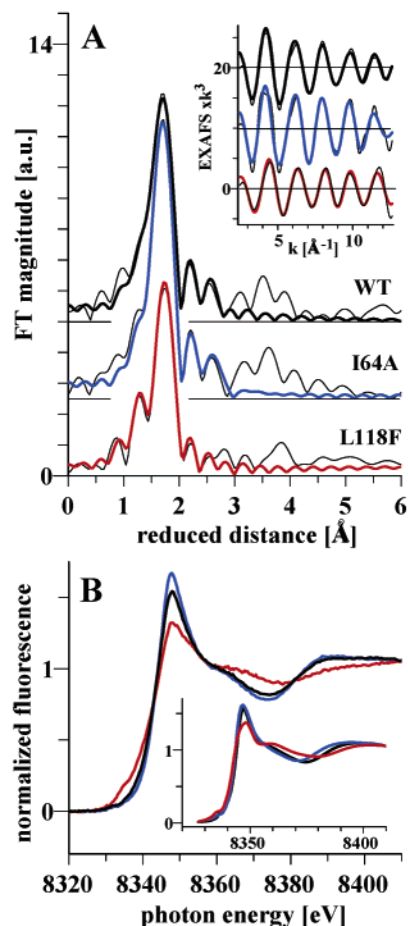 A
14
FT magnitude [a.u.]
0
20
EXAFS xk³
0
5 10
k [Å⁻¹]
WT
I64A
L118F
0 1 2 3 4 5 6
reduced distance [Å]
B
normalized fluorescence
1
0
1
0
8350 8400
8320 8340 8360 8380 8400
photon energy [eV]